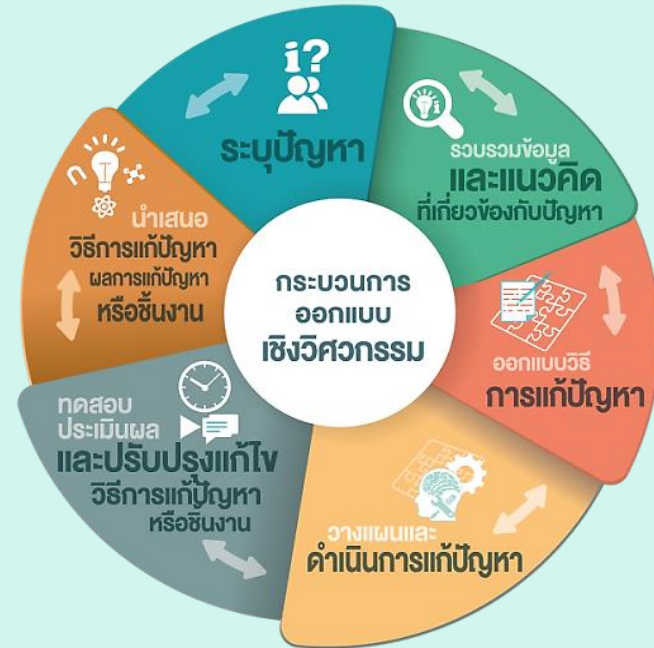 กระบวนการ
ออกแบบ
เชิงวิศวกรรม
i?
ระบุปัญหา
รวบรวมข้อมูล
และแนวคิด
ที่เกี่ยวข้องกับปัญหา
ออกแบบวิธี
การแก้ปัญหา
วางแผนและ
ดำเนินการแก้ปัญหา
ทดสอบ
ประเมินผล
และปรับปรุงแก้ไข
วิธีการแก้ปัญหา
หรือชิ้นงาน
นำเสนอ
วิธีการแก้ปัญหา
ผลการแก้ปัญหา
หรือชิ้นงาน